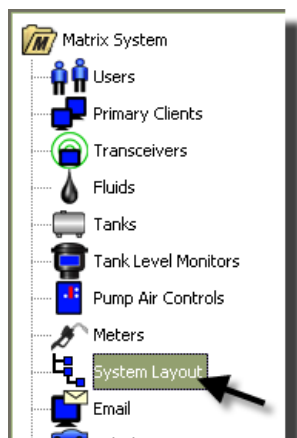 Matrix System
Users
Primary Clients
Transceivers
Fluids
Tanks
Tank Level Monitors
Pump Air Controls
Meters
System Layout
Email